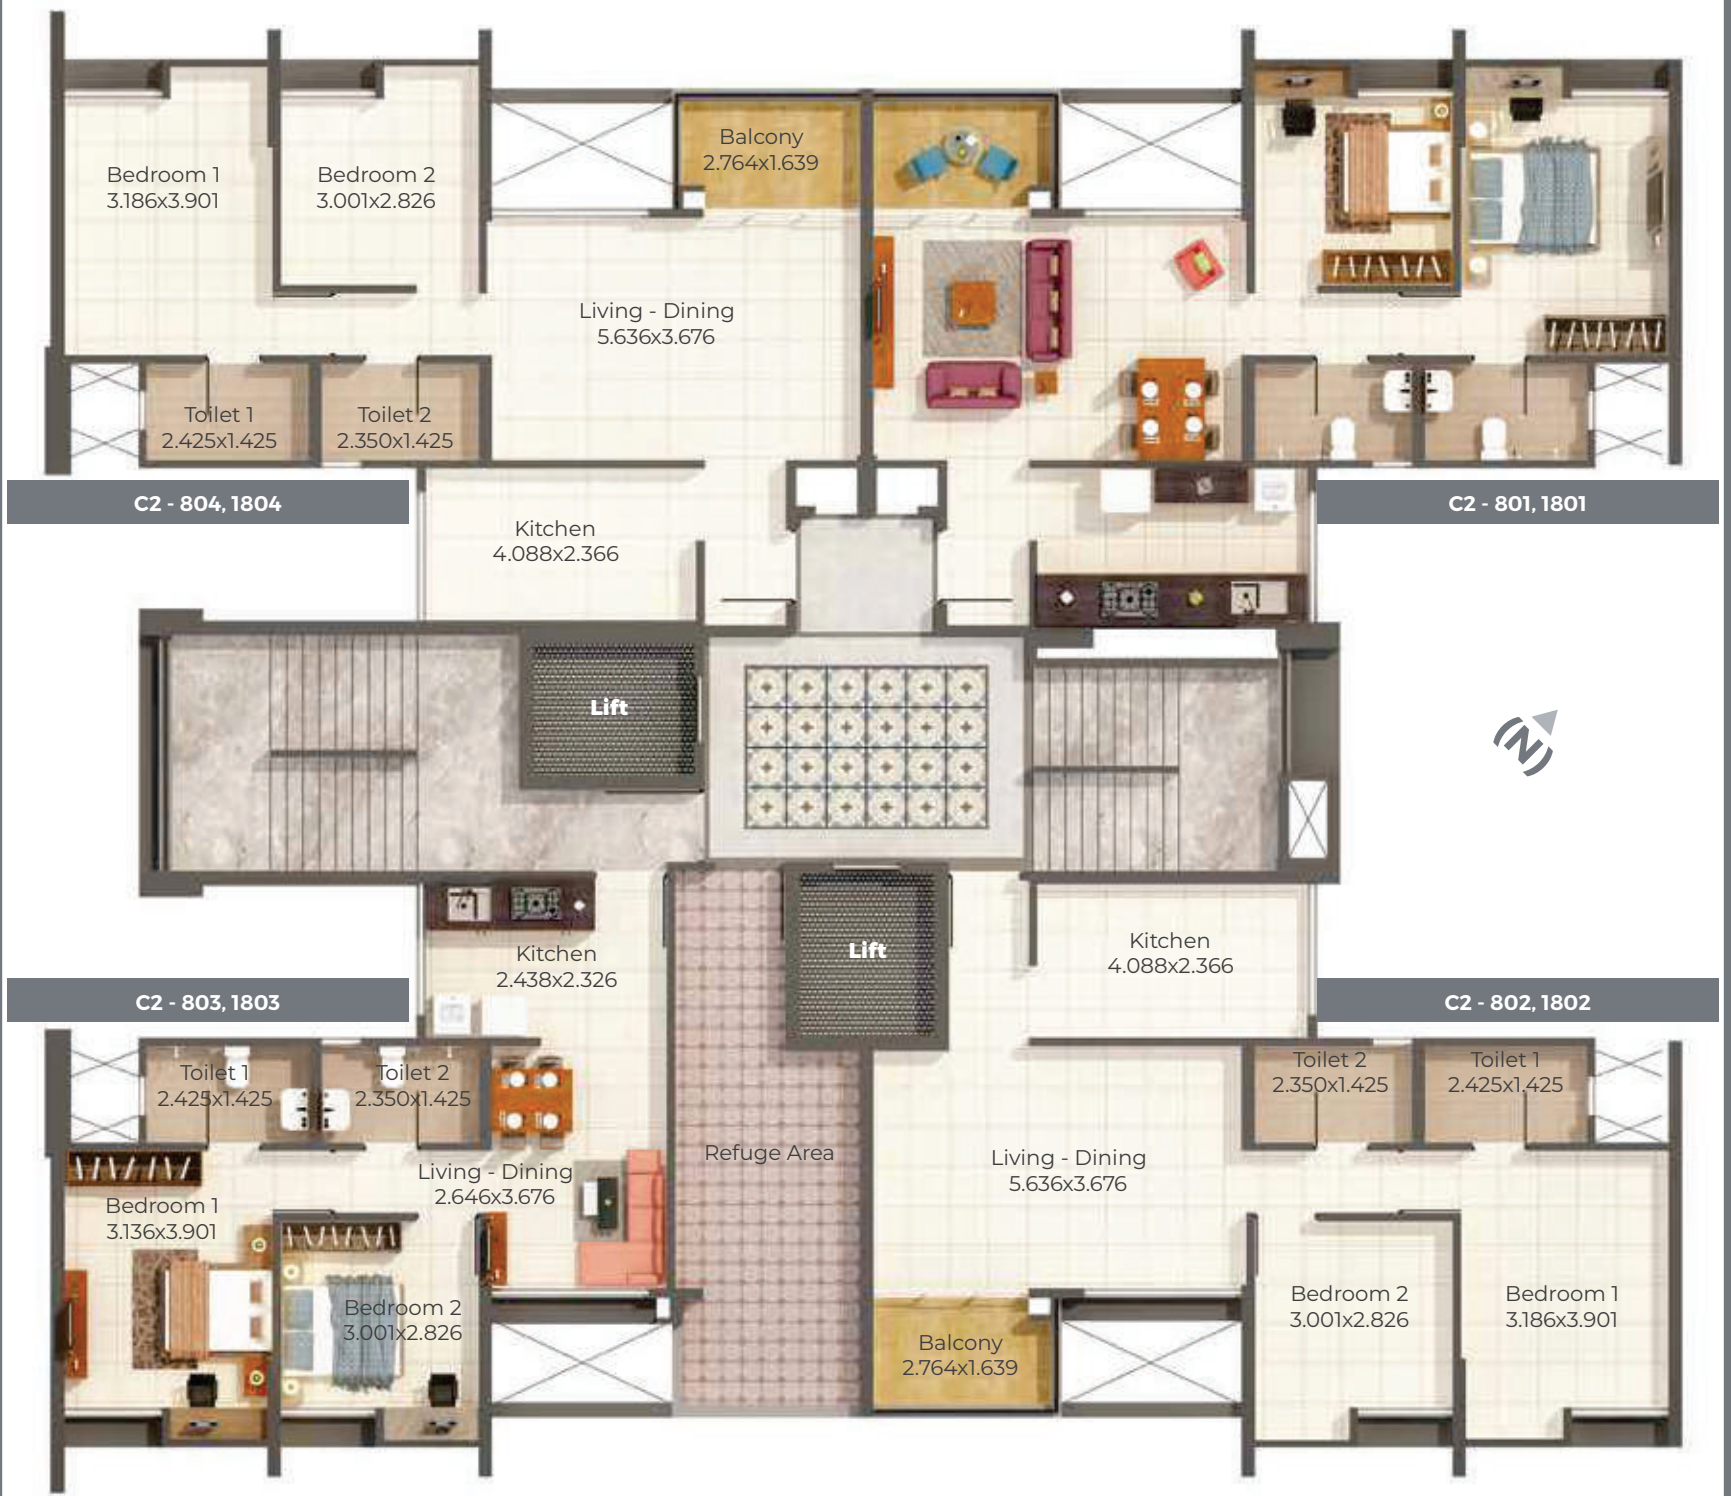 Balcony
2.764x1.639
Bedroom 1
3.186x3.901
Bedroom 2
3.001x2.826
Living - Dining
5.636x3.676
Toilet 1
2.425x1.425
Toilet 2
2.350x1.425
C2 - 804, 1804
C2 - 801, 1801
Kitchen
4.088x2.366
Lift
N
Lift
Kitchen
2.438x2.326
Kitchen
4.088x2.366
C2 - 803, 1803
C2 - 802, 1802
Toilet 1
2.425x1.425
Toilet 2
2.350x1.425
Toilet 2
2.350x1.425
Toilet 1
2.425x1.425
Refuge Area
Living - Dining
2.646x3.676
Living - Dining
5.636x3.676
Bedroom 1
3.136x3.901
Bedroom 2
3.001x2.826
Balcony
2.764x1.639
Bedroom 2
3.001x2.826
Bedroom 1
3.186x3.901